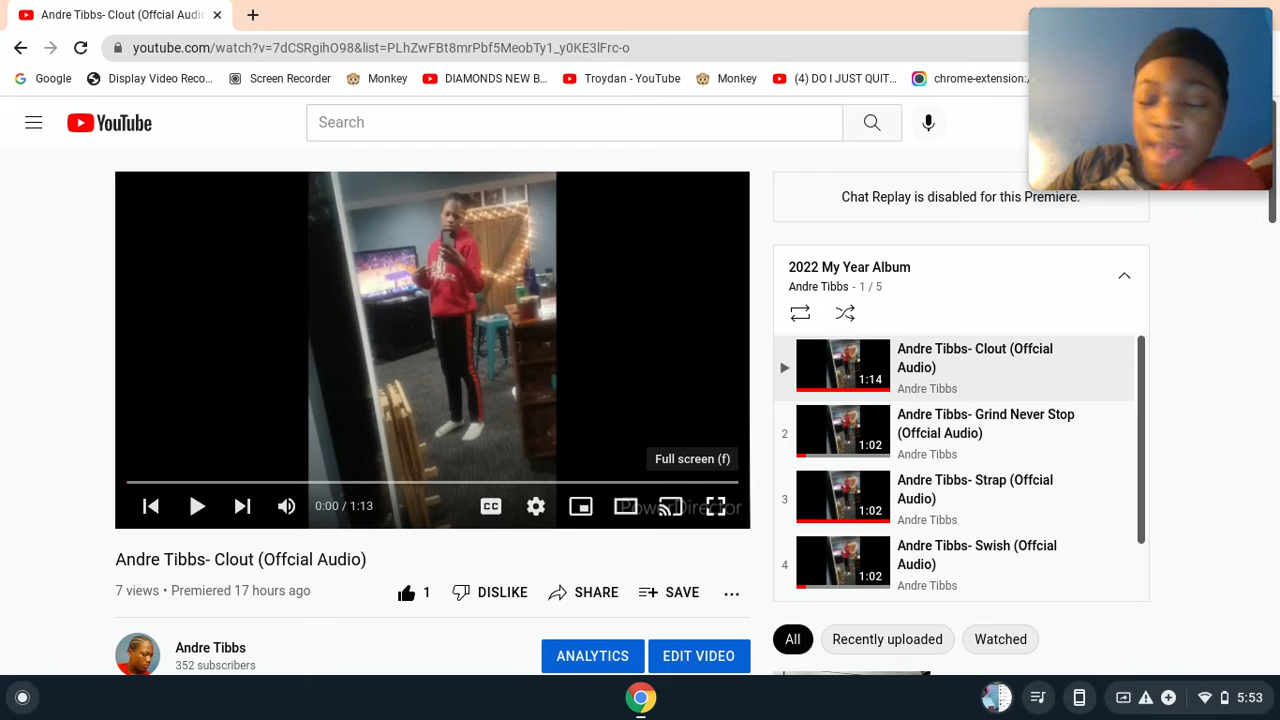 Andre Tibbs- Clout (Offcial Audio
youtube.com/watch?v=7dCSRgihO98&list=PLhZwFBt8mrPbf5MeobTy1_y0KE3lFrc-o
Google
Display Video Reco...
Screen Recorder
Monkey
DIAMONDS NEW B...
Troydan - YouTube
Monkey
(4) DO I JUST QUIT...
chrome-extension:/
YouTube
Search
Chat Replay is disabled for this Premiere.
2022 My Year Album
Andre Tibbs - 1 / 5
Andre Tibbs- Clout (Offcial
Audio)
1:14
Andre Tibbs
2
Andre Tibbs- Grind Never Stop
(Offcial Audio)
1:02
Andre Tibbs
3
Andre Tibbs- Strap (Offcial
Audio)
1:02
Andre Tibbs
4
Andre Tibbs- Swish (Offcial
Audio)
1:02
Andre Tibbs
Full screen (f)
0:00 / 1:13
CC
PowerDirector
Andre Tibbs- Clout (Offcial Audio)
7 views • Premiered 17 hours ago
1
DISLIKE
SHARE
SAVE
Andre Tibbs
352 subscribers
ANALYTICS
EDIT VIDEO
All
Recently uploaded
Watched
5:53